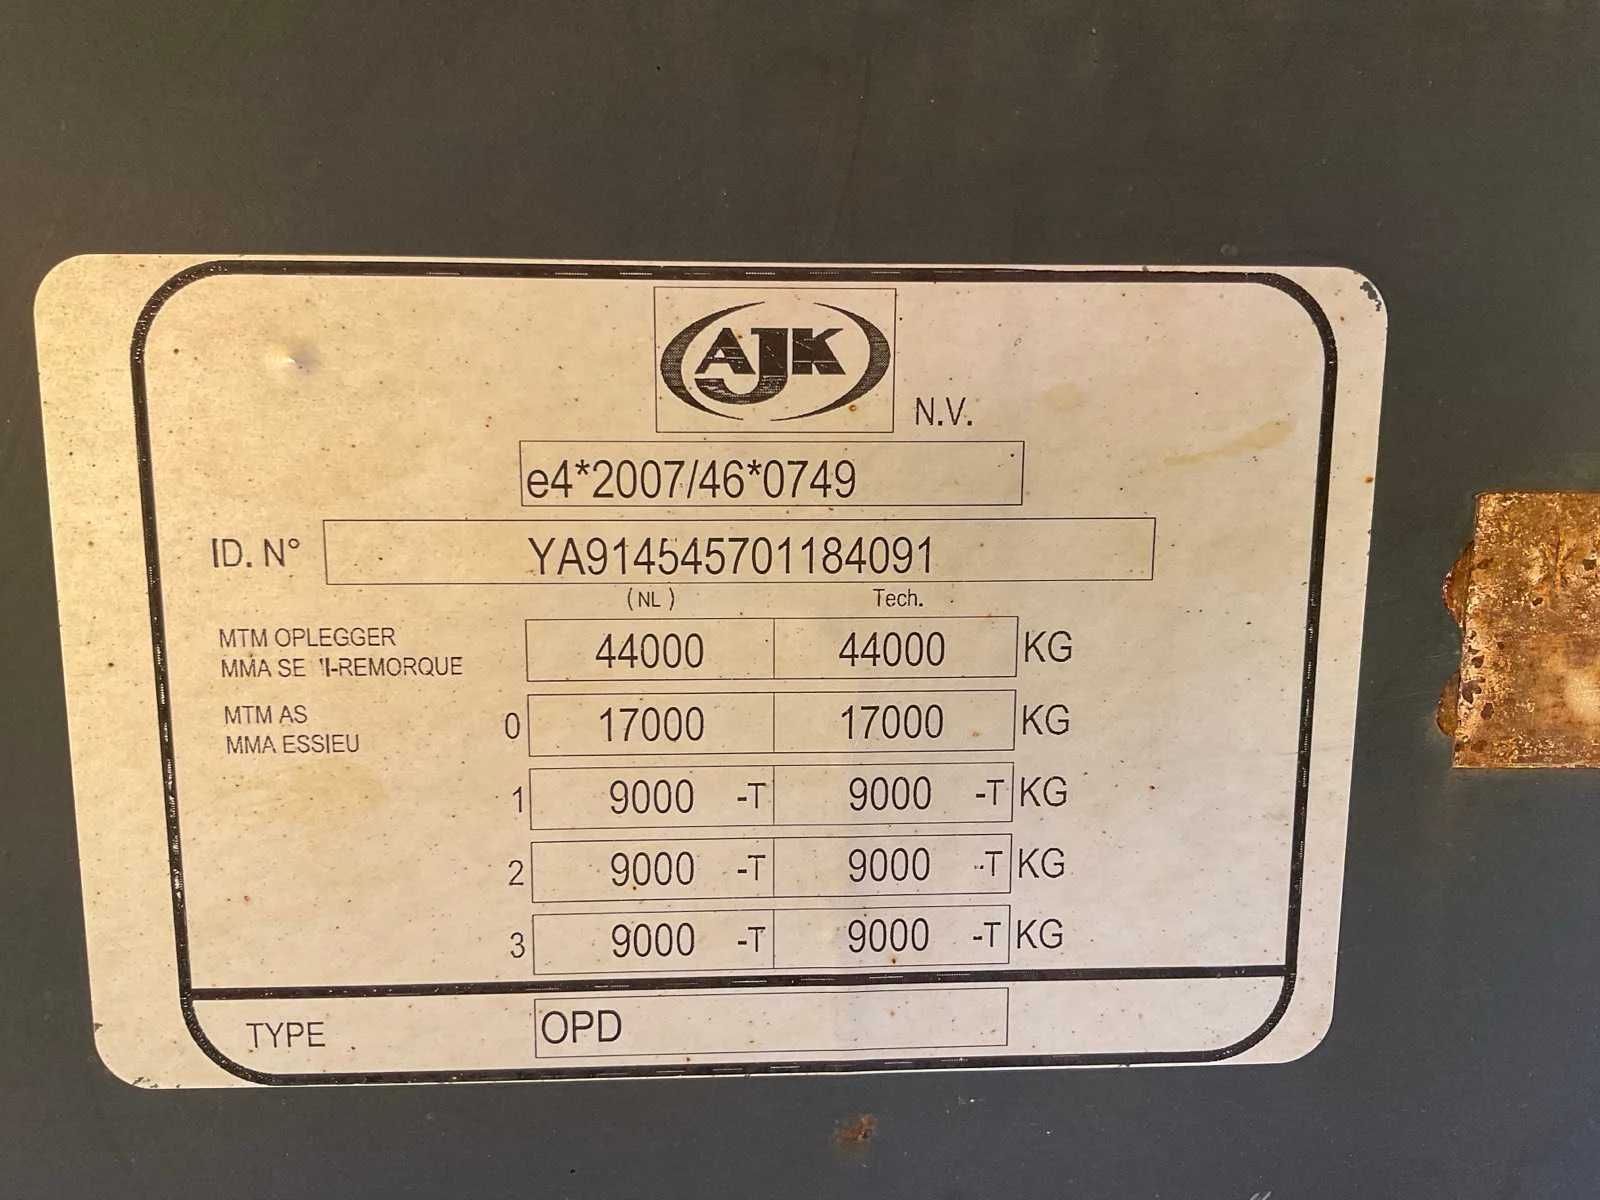 AJK
N.V.
e4*2007/46*0749
ID. N° YA914545701184091
(NL) Tech.
MTM OPLEGGER 44000 44000 KG
MMA SE I-REMORQUE
MTM AS 0 17000 17000 KG
MMA ESSIEU
1 9000 -T 9000 -T KG
2 9000 -T 9000 -T KG
3 9000 -T 9000 -T KG
TYPE OPD